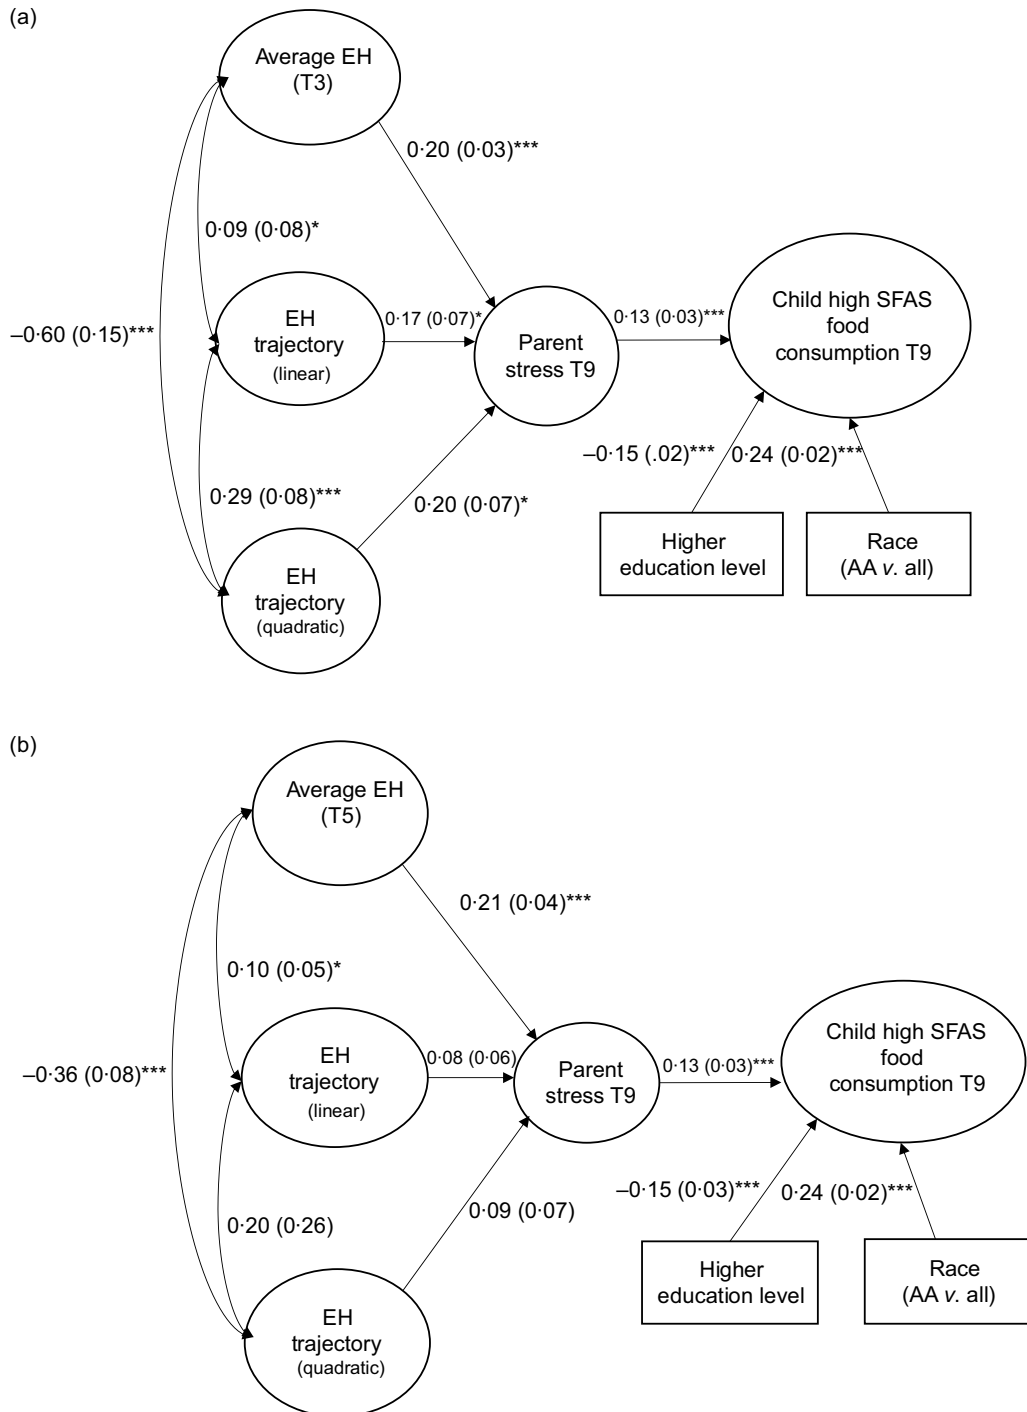 (a)
Average EH
(T3)
0·20 (0·03)***
0·09 (0·08)*
–0·60 (0·15)***
EH
trajectory
(linear)
0·17 (0·07)*
Parent
stress T9
0·13 (0·03)***
Child high SFAS
food
consumption T9
–0·15 (.02)***
0·24 (0·02)***
0·29 (0·08)***
0·20 (0·07)*
Higher
education level
Race
(AA v. all)
EH
trajectory
(quadratic)
(b)
Average EH
(T5)
0·21 (0·04)***
0·10 (0·05)*
–0·36 (0·08)***
EH
trajectory
(linear)
0·08 (0·06)
Parent
stress T9
0·13 (0·03)***
Child high SFAS
food
consumption T9
–0·15 (0·03)***
0·24 (0·02)***
0·20 (0·26)
0·09 (0·07)
Higher
education level
Race
(AA v. all)
EH
trajectory
(quadratic)